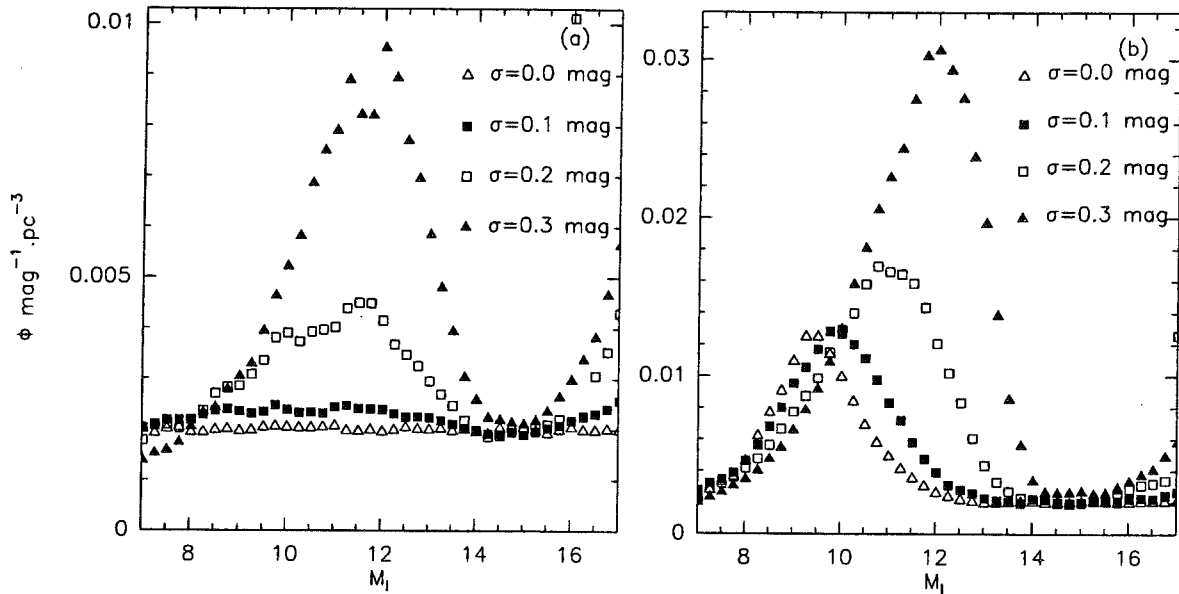 0.01
(a)
△ σ=0.0 mag
■ σ=0.1 mag
□ σ=0.2 mag
▲ σ=0.3 mag
0.005
0
ϕ mag⁻¹.pc⁻³
8 10 12 14 16
M_I
(b)
0.03
△ σ=0.0 mag
■ σ=0.1 mag
□ σ=0.2 mag
▲ σ=0.3 mag
0.02
0.01
0
8 10 12 14 16
M_I